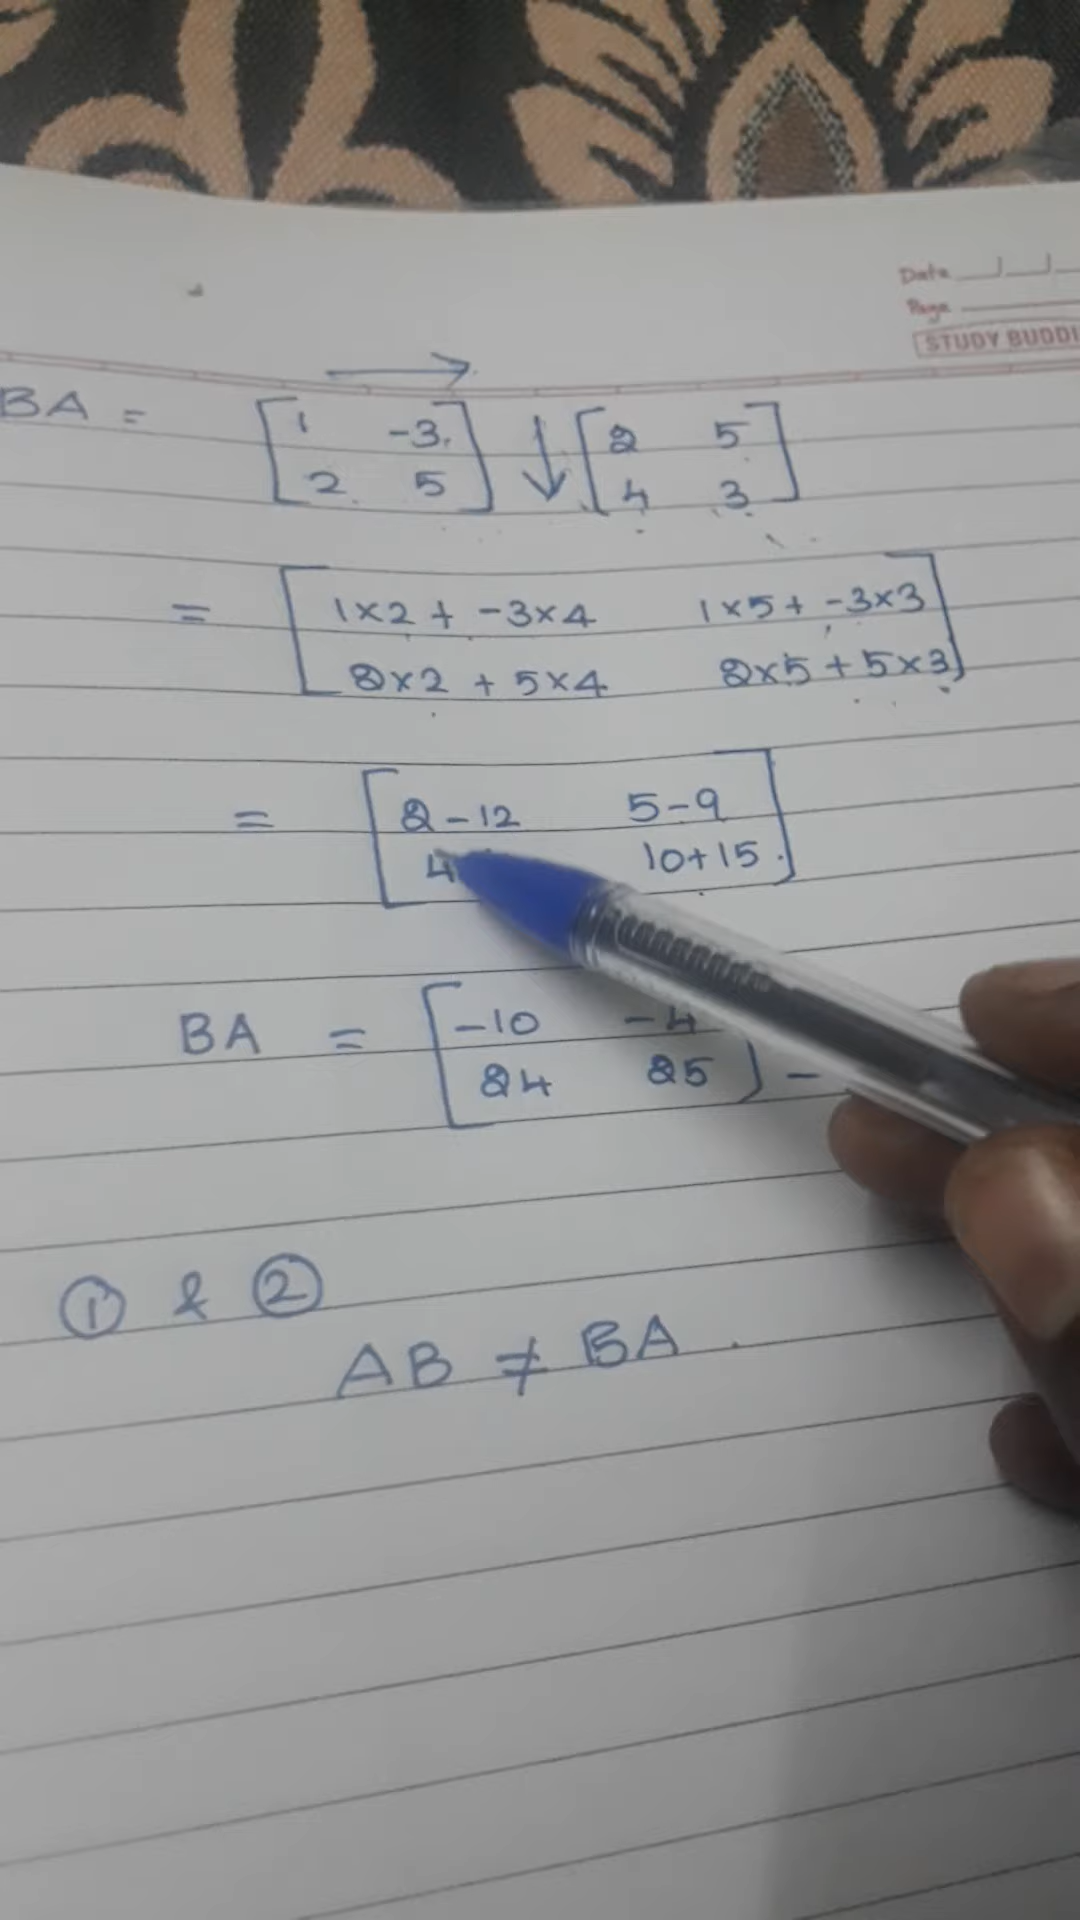 Date
Page
STUDY BUDDI
BA = [1 -3 2 5] ↓ [2 5 4 3]
= [1×2 + -3×4 1×5 + -3×3
2×2 + 5×4 2×5 + 5×3]
= [2-12 5-9
4 10+15]
BA = [-10 -4
24 25] -
① & ②
AB ≠ BA.